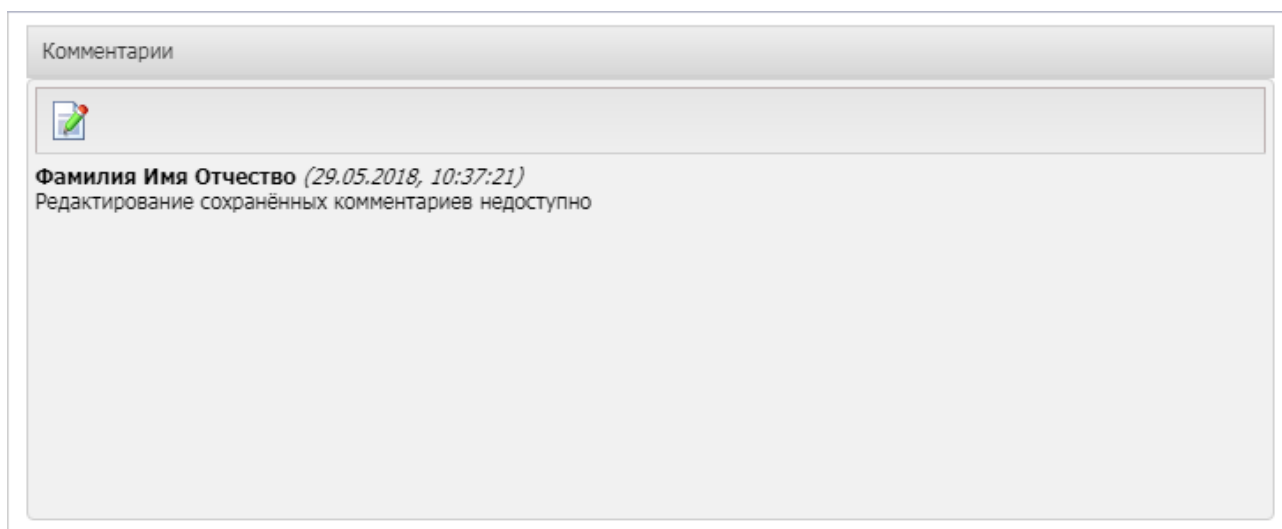 Комментарии
Фамилия Имя Отчество (29.05.2018, 10:37:21)
Редактирование сохранённых комментариев недоступно